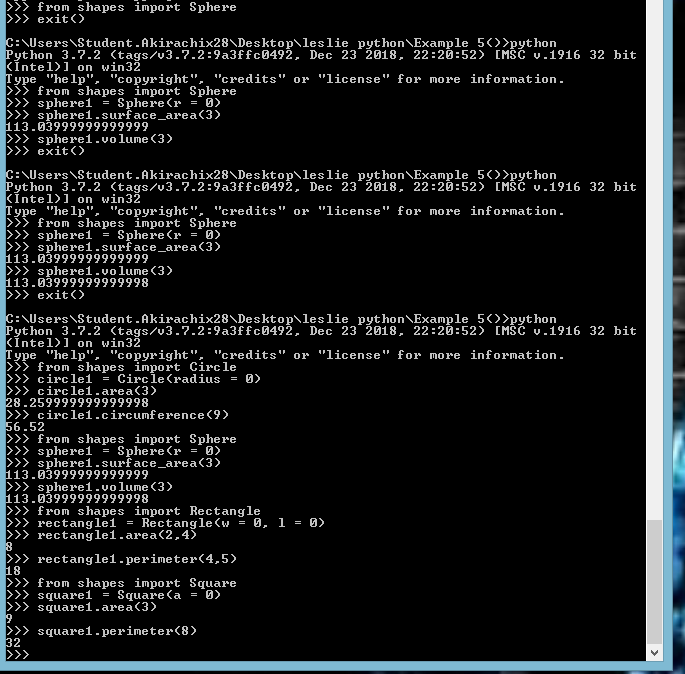 >>> from shapes import Sphere
>>> exit()
C:\Users\Student.Akirachix28\Desktop\leslie python\Example 5()>python
Python 3.7.2 (tags/v3.7.2:9a3ffc0492, Dec 23 2018, 22:20:52) [MSC v.1916 32 bit
(Intel)] on win32
Type "help", "copyright", "credits" or "license" for more information.
>>> from shapes import Sphere
>>> sphere1 = Sphere(r = 0)
>>> sphere1.surface_area(3)
113.03999999999999
>>> sphere1.volume(3)
>>> exit()
C:\Users\Student.Akirachix28\Desktop\leslie python\Example 5()>python
Python 3.7.2 (tags/v3.7.2:9a3ffc0492, Dec 23 2018, 22:20:52) [MSC v.1916 32 bit
(Intel)] on win32
Type "help", "copyright", "credits" or "license" for more information.
>>> from shapes import Sphere
>>> sphere1 = Sphere(r = 0)
>>> sphere1.surface_area(3)
113.03999999999999
>>> sphere1.volume(3)
113.03999999999998
>>> exit()
C:\Users\Student.Akirachix28\Desktop\leslie python\Example 5()>python
Python 3.7.2 (tags/v3.7.2:9a3ffc0492, Dec 23 2018, 22:20:52) [MSC v.1916 32 bit
(Intel)] on win32
Type "help", "copyright", "credits" or "license" for more information.
>>> from shapes import Circle
>>> circle1 = Circle(radius = 0)
>>> circle1.area(3)
28.259999999999998
>>> circle1.circumference(9)
56.52
>>> from shapes import Sphere
>>> sphere1 = Sphere(r = 0)
>>> sphere1.surface_area(3)
113.03999999999999
>>> sphere1.volume(3)
113.03999999999998
>>> from shapes import Rectangle
>>> rectangle1 = Rectangle(w = 0, l = 0)
>>> rectangle1.area(2,4)
8
>>> rectangle1.perimeter(4,5)
18
>>> from shapes import Square
>>> square1 = Square(a = 0)
>>> square1.area(3)
9
>>> square1.perimeter(8)
32
>>>